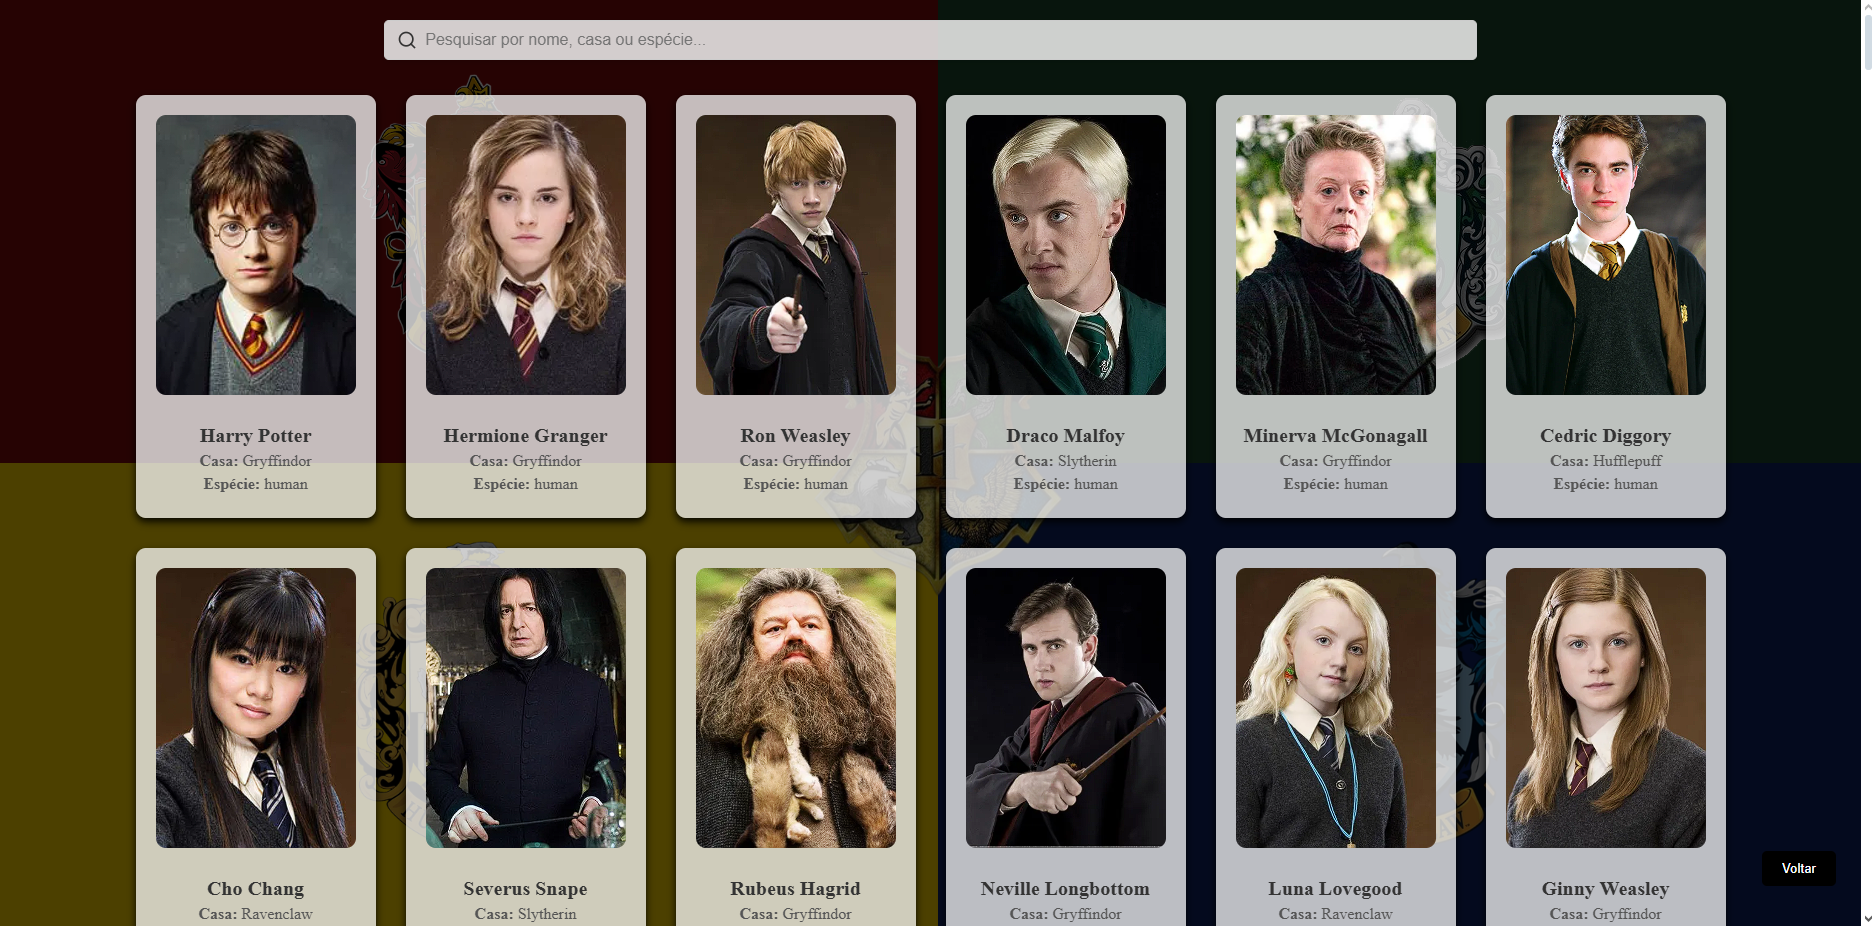 Pesquisar por nome, casa ou espécie...
Harry Potter
Casa: Gryffindor
Espécie: human
Hermione Granger
Casa: Gryffindor
Espécie: human
Ron Weasley
Casa: Gryffindor
Espécie: human
Draco Malfoy
Casa: Slytherin
Espécie: human
Minerva McGonagall
Casa: Gryffindor
Espécie: human
Cedric Diggory
Casa: Hufflepuff
Espécie: human
Cho Chang
Casa: Ravenclaw
Severus Snape
Casa: Slytherin
Rubeus Hagrid
Casa: Gryffindor
Neville Longbottom
Casa: Gryffindor
Luna Lovegood
Casa: Ravenclaw
Ginny Weasley
Casa: Gryffindor
Voltar